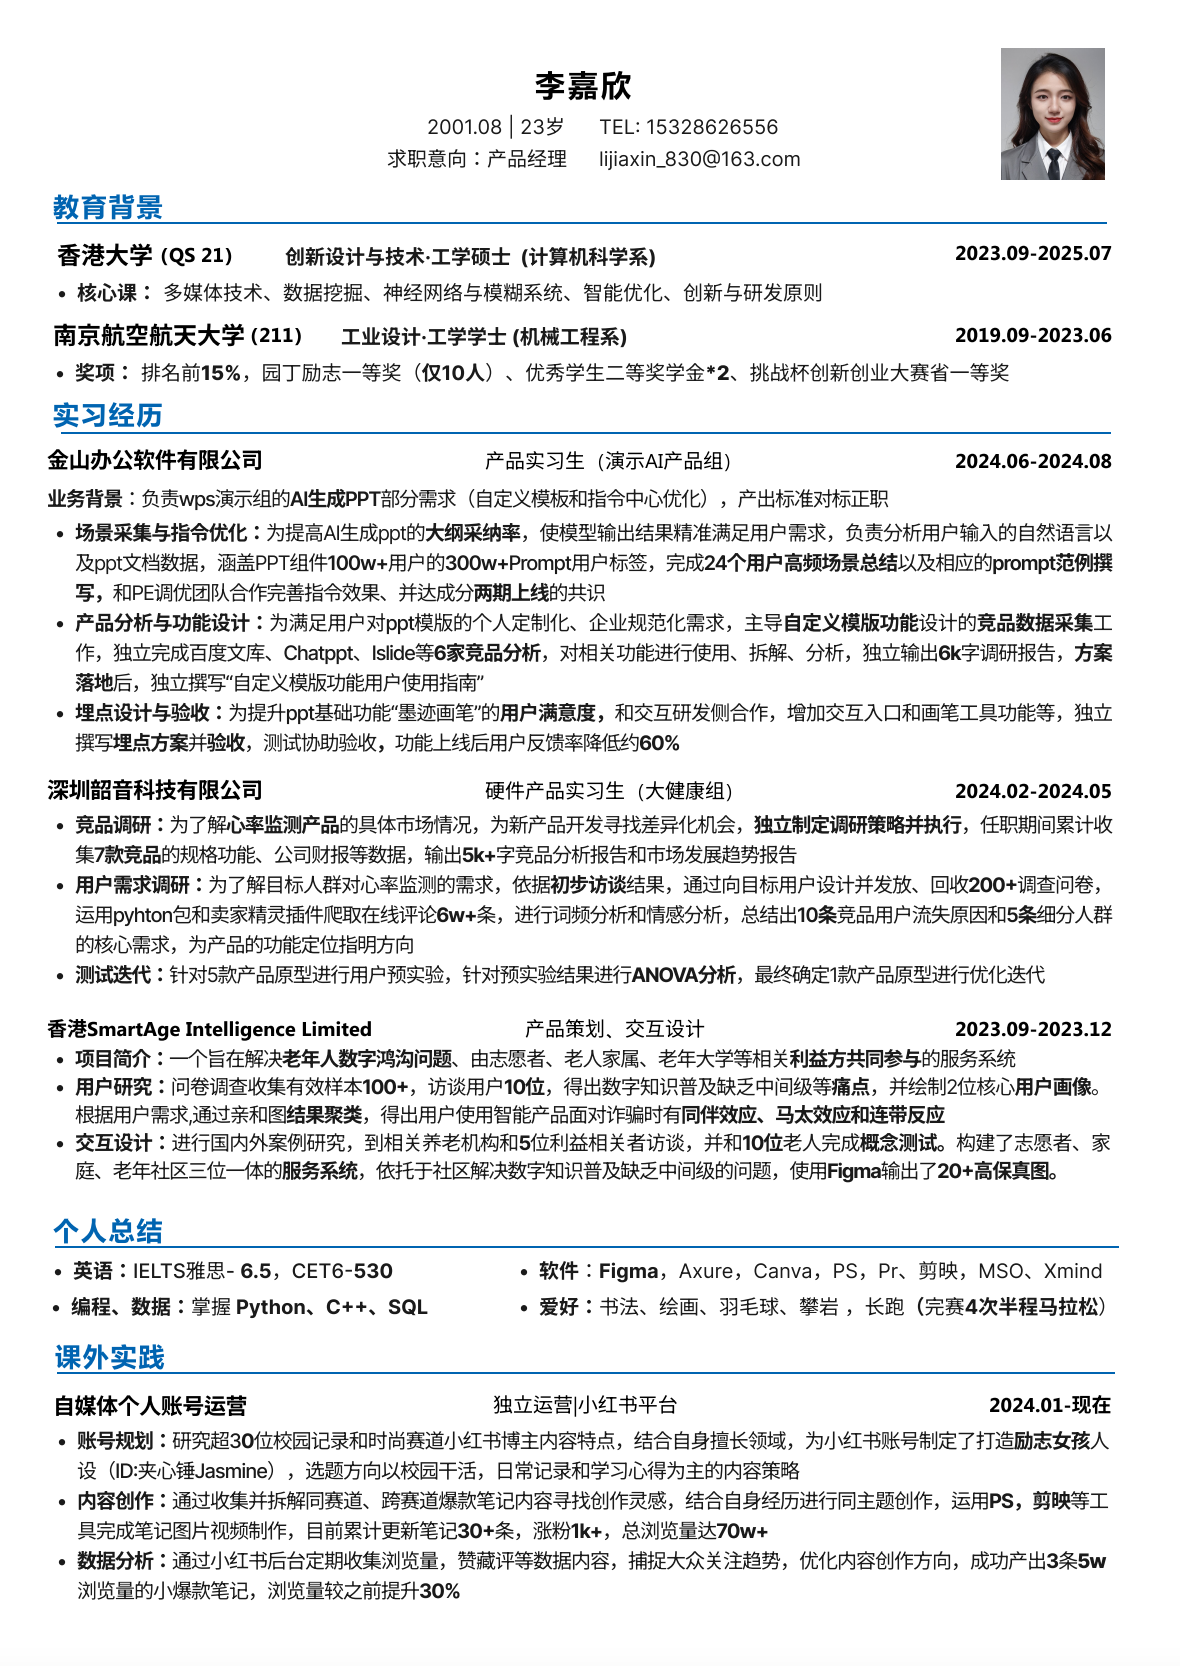 李嘉欣
2001.08 | 23岁 TEL: 15328626556
求职意向：产品经理 lijiaxin_830@163.com
教育背景
香港大学 (QS 21) 创新设计与技术·工学硕士 (计算机科学系) 2023.09-2025.07
• 核心课： 多媒体技术、数据挖掘、神经网络与模糊系统、智能优化、创新与研发原则
南京航空航天大学 (211) 工业设计·工学学士 (机械工程系) 2019.09-2023.06
• 奖项： 排名前15%，园丁励志一等奖（仅10人）、优秀学生二等奖学金*2、挑战杯创新创业大赛省一等奖
实习经历
金山办公软件有限公司 产品实习生（演示AI产品组） 2024.06-2024.08
业务背景：负责wps演示组的AI生成PPT部分需求（自定义模板和指令中心优化），产出标准对标正职
• 场景采集与指令优化：为提高AI生成ppt的大纲采纳率，使模型输出结果精准满足用户需求，负责分析用户输入的自然语言以
及ppt文档数据，涵盖PPT组件100w+用户的300w+Prompt用户标签，完成24个用户高频场景总结以及相应的prompt范例撰
写，和PE调优团队合作完善指令效果、并达成分两期上线的共识
• 产品分析与功能设计：为满足用户对ppt模版的个人定制化、企业规范化需求，主导自定义模版功能设计的竞品数据采集工
作，独立完成百度文库、Chatppt、Islide等6家竞品分析，对相关功能进行使用、拆解、分析，独立输出6k字调研报告，方案
落地后，独立撰写“自定义模版功能用户使用指南”
• 埋点设计与验收：为提升ppt基础功能“墨迹画笔”的用户满意度，和交互研发侧合作，增加交互入口和画笔工具功能等，独立
撰写埋点方案并验收，测试协助验收，功能上线后用户反馈率降低约60%
深圳韶音科技有限公司 硬件产品实习生（大健康组） 2024.02-2024.05
• 竞品调研：为了解心率监测产品的具体市场情况，为新产品开发寻找差异化机会，独立制定调研策略并执行，任职期间累计收
集7款竞品的规格功能、公司财报等数据，输出5k+字竞品分析报告和市场发展趋势报告
• 用户需求调研：为了解目标人群对心率监测的需求，依据初步访谈结果，通过向目标用户设计并发放、回收200+调查问卷，
运用pyhton包和卖家精灵插件爬取在线评论6w+条，进行词频分析和情感分析，总结出10条竞品用户流失原因和5条细分人群
的核心需求，为产品的功能定位指明方向
• 测试迭代：针对5款产品原型进行用户预实验，针对预实验结果进行ANOVA分析，最终确定1款产品原型进行优化迭代
香港SmartAge Intelligence Limited 产品策划、交互设计 2023.09-2023.12
• 项目简介：一个旨在解决老年人数字鸿沟问题、由志愿者、老人家属、老年大学等相关利益方共同参与的服务系统
• 用户研究：问卷调查收集有效样本100+，访谈用户10位，得出数字知识普及缺乏中间级等痛点，并绘制2位核心用户画像。
根据用户需求,通过亲和图结果聚类，得出用户使用智能产品面对诈骗时有同伴效应、马太效应和连带反应
• 交互设计：进行国内外案例研究，到相关养老机构和5位利益相关者访谈，并和10位老人完成概念测试。构建了志愿者、家
庭、老年社区三位一体的服务系统，依托于社区解决数字知识普及缺乏中间级的问题，使用Figma输出了20+高保真图。
个人总结
• 英语：IELTS雅思- 6.5，CET6-530
• 软件：Figma，Axure，Canva，PS，Pr、剪映，MSO、Xmind
• 编程、数据：掌握 Python、C++、SQL
• 爱好：书法、绘画、羽毛球、攀岩 ，长跑（完赛4次半程马拉松）
课外实践
自媒体个人账号运营 独立运营|小红书平台 2024.01-现在
• 账号规划：研究超30位校园记录和时尚赛道小红书博主内容特点，结合自身擅长领域，为小红书账号制定了打造励志女孩人
设（ID:夹心锤Jasmine），选题方向以校园干活，日常记录和学习心得为主的内容策略
• 内容创作：通过收集并拆解同赛道、跨赛道爆款笔记内容寻找创作灵感，结合自身经历进行同主题创作，运用PS，剪映等工
具完成笔记图片视频制作，目前累计更新笔记30+条，涨粉1k+，总浏览量达70w+
• 数据分析：通过小红书后台定期收集浏览量，赞藏评等数据内容，捕捉大众关注趋势，优化内容创作方向，成功产出3条5w
浏览量的小爆款笔记，浏览量较之前提升30%